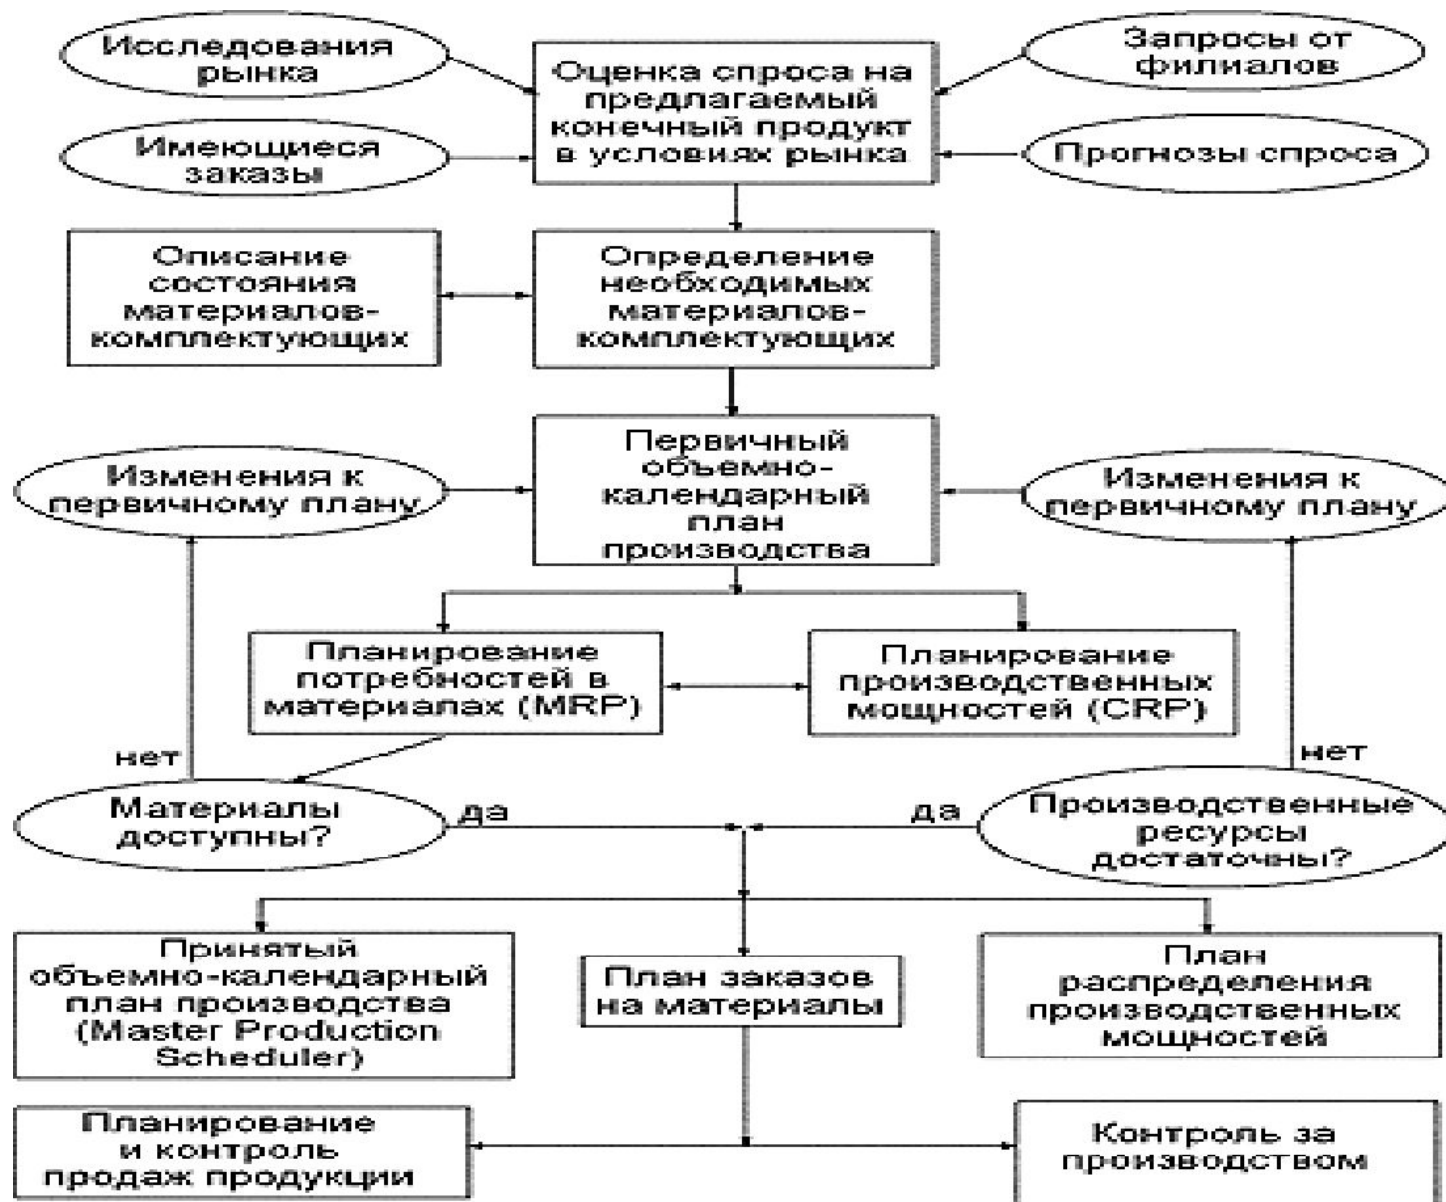 Исследования
рынка
Запросы от
филиалов
Оценка спроса на
предлагаемый
конечный продукт
в условиях рынка
Имеющиеся
заказы
Прогнозы спроса
Описание
состояния
материалов-
комплектующих
Определение
необходимых
материалов-
комплектующих
Первичный
объемно-
календарный
план
производства
Изменения к
первичному плану
Изменения к
первичному плану
Планирование
потребностей в
материалах (MRP)
Планирование
производственных
мощностей (CRP)
нет
нет
Материалы
доступны?
да
да
Производственные
ресурсы
достаточны?
Принятый
объемно-календарный
план производства
(Master Production
Scheduler)
План заказов
на материалы
План
распределения
производственных
мощностей
Планирование
и контроль
продаж продукции
Контроль за
производством